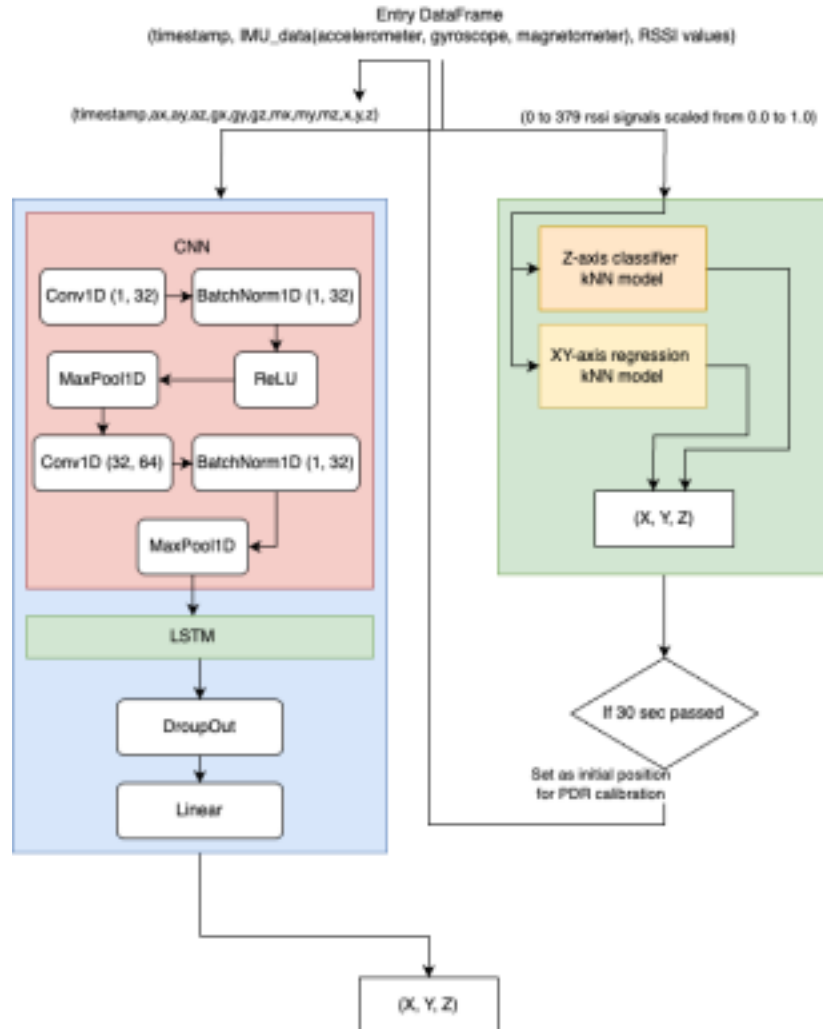 Entry DataFrame
(timestamp, IMU_data(accelerometer, gyroscope, magnetometer), RSSI values)
(timestamp,ax,ay,az,gx,gy,gz,mx,my,mz,x,y,z)
(0 to 379 rssi signals scaled from 0.0 to 1.0)
CNN
Conv1D (1, 32)
BatchNorm1D (1, 32)
MaxPool1D
ReLU
Conv1D (32, 64)
BatchNorm1D (1, 32)
MaxPool1D
LSTM
DroupOut
Linear
Z-axis classifier
kNN model
XY-axis regression
kNN model
(X, Y, Z)
If 30 sec passed
Set as initial position
for PDR calibration
(X, Y, Z)